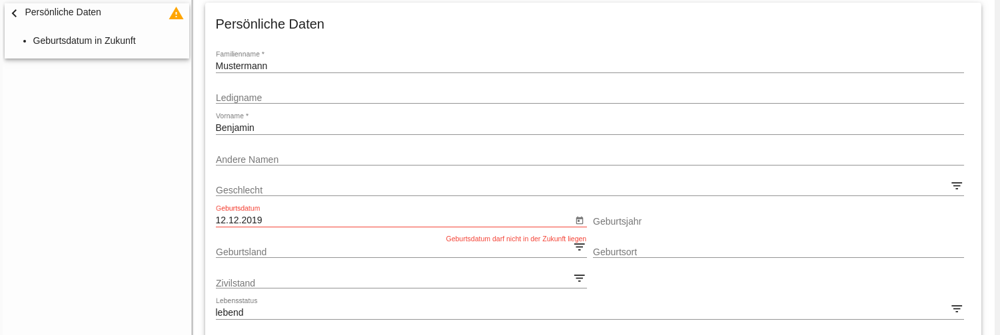 Persönliche Daten
• Geburtsdatum in Zukunft
Persönliche Daten
Familienname *
Mustermann
Ledigname
Vorname *
Benjamin
Andere Namen
Geschlecht
Geburtsdatum
12.12.2019
Geburtsjahr
Geburtsdatum darf nicht in der Zukunft liegen
Geburtsland
Geburtsort
Zivilstand
Lebensstatus
lebend